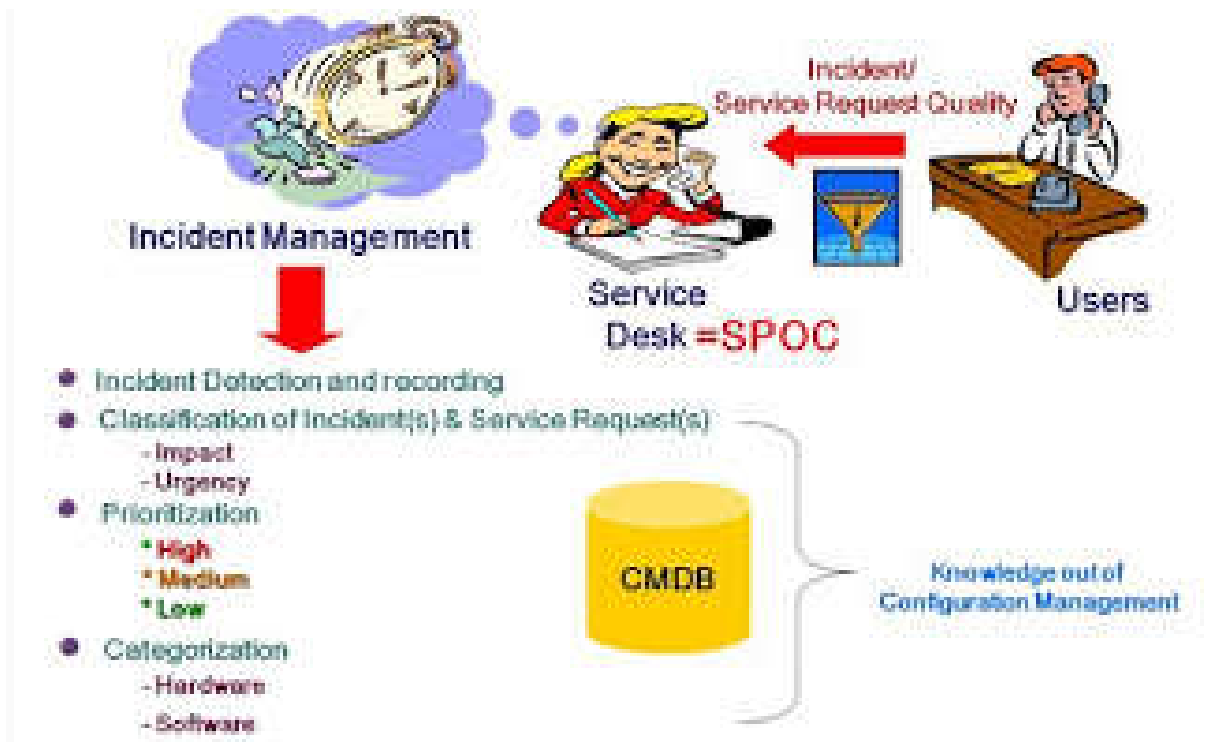 Incident/
Service Request Quality
Incident Management
Service
Desk =SPOC
Users
• Incident Detection and recording
• Classification of Incident(s) & Service Request(s)
- Impact
- Urgency
• Prioritization
* High
* Medium
* Low
CMDB
Knowledge out of
Configuration Management
• Categorization
- Hardware
- Software